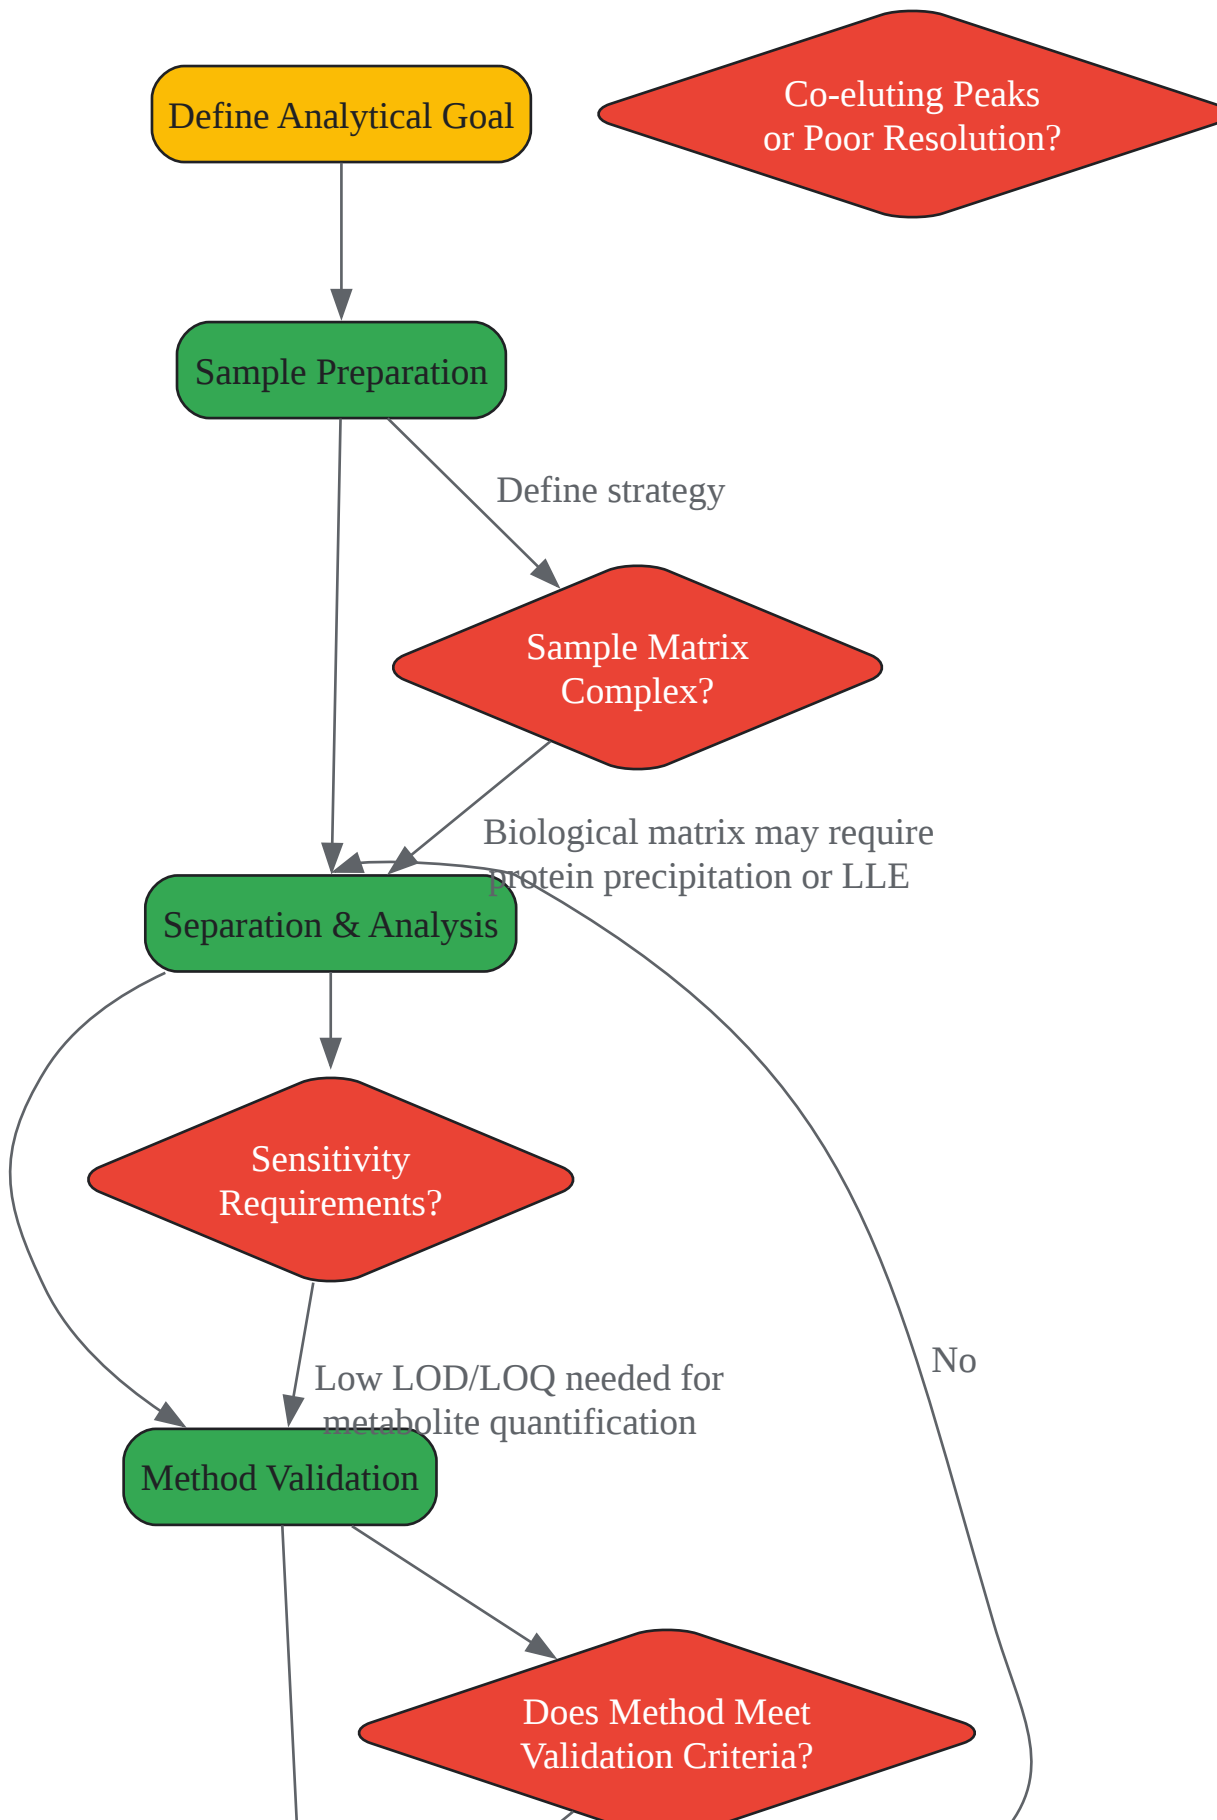 Define Analytical Goal
Co-eluting Peaks
or Poor Resolution?
Sample Preparation
Define strategy
Sample Matrix
Complex?
Biological matrix may require
protein precipitation or LLE
Separation & Analysis
Sensitivity
Requirements?
No
Low LOD/LOQ needed for
metabolite quantification
Method Validation
Does Method Meet
Validation Criteria?